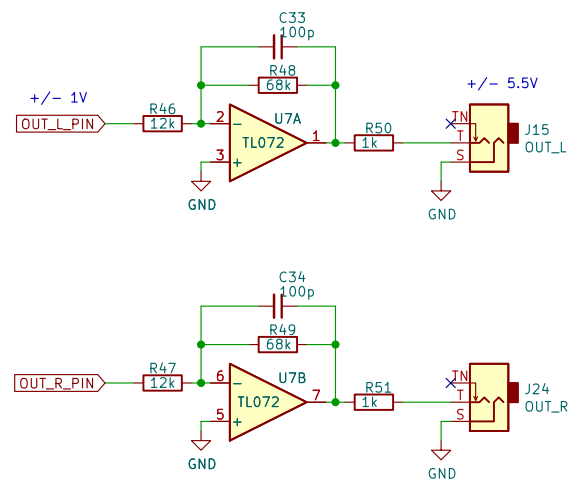 C33
100p
R48
68k
+/- 1V
+/- 5.5V
OUT_L_PIN
R46
12k
2
U7A
TL072
1
3
GND
R50
1k
TN
T
S
J15
OUT_L
GND
C34
100p
R49
68k
OUT_R_PIN
R47
12k
6
U7B
TL072
7
5
GND
R51
1k
TN
T
S
J24
OUT_R
GND